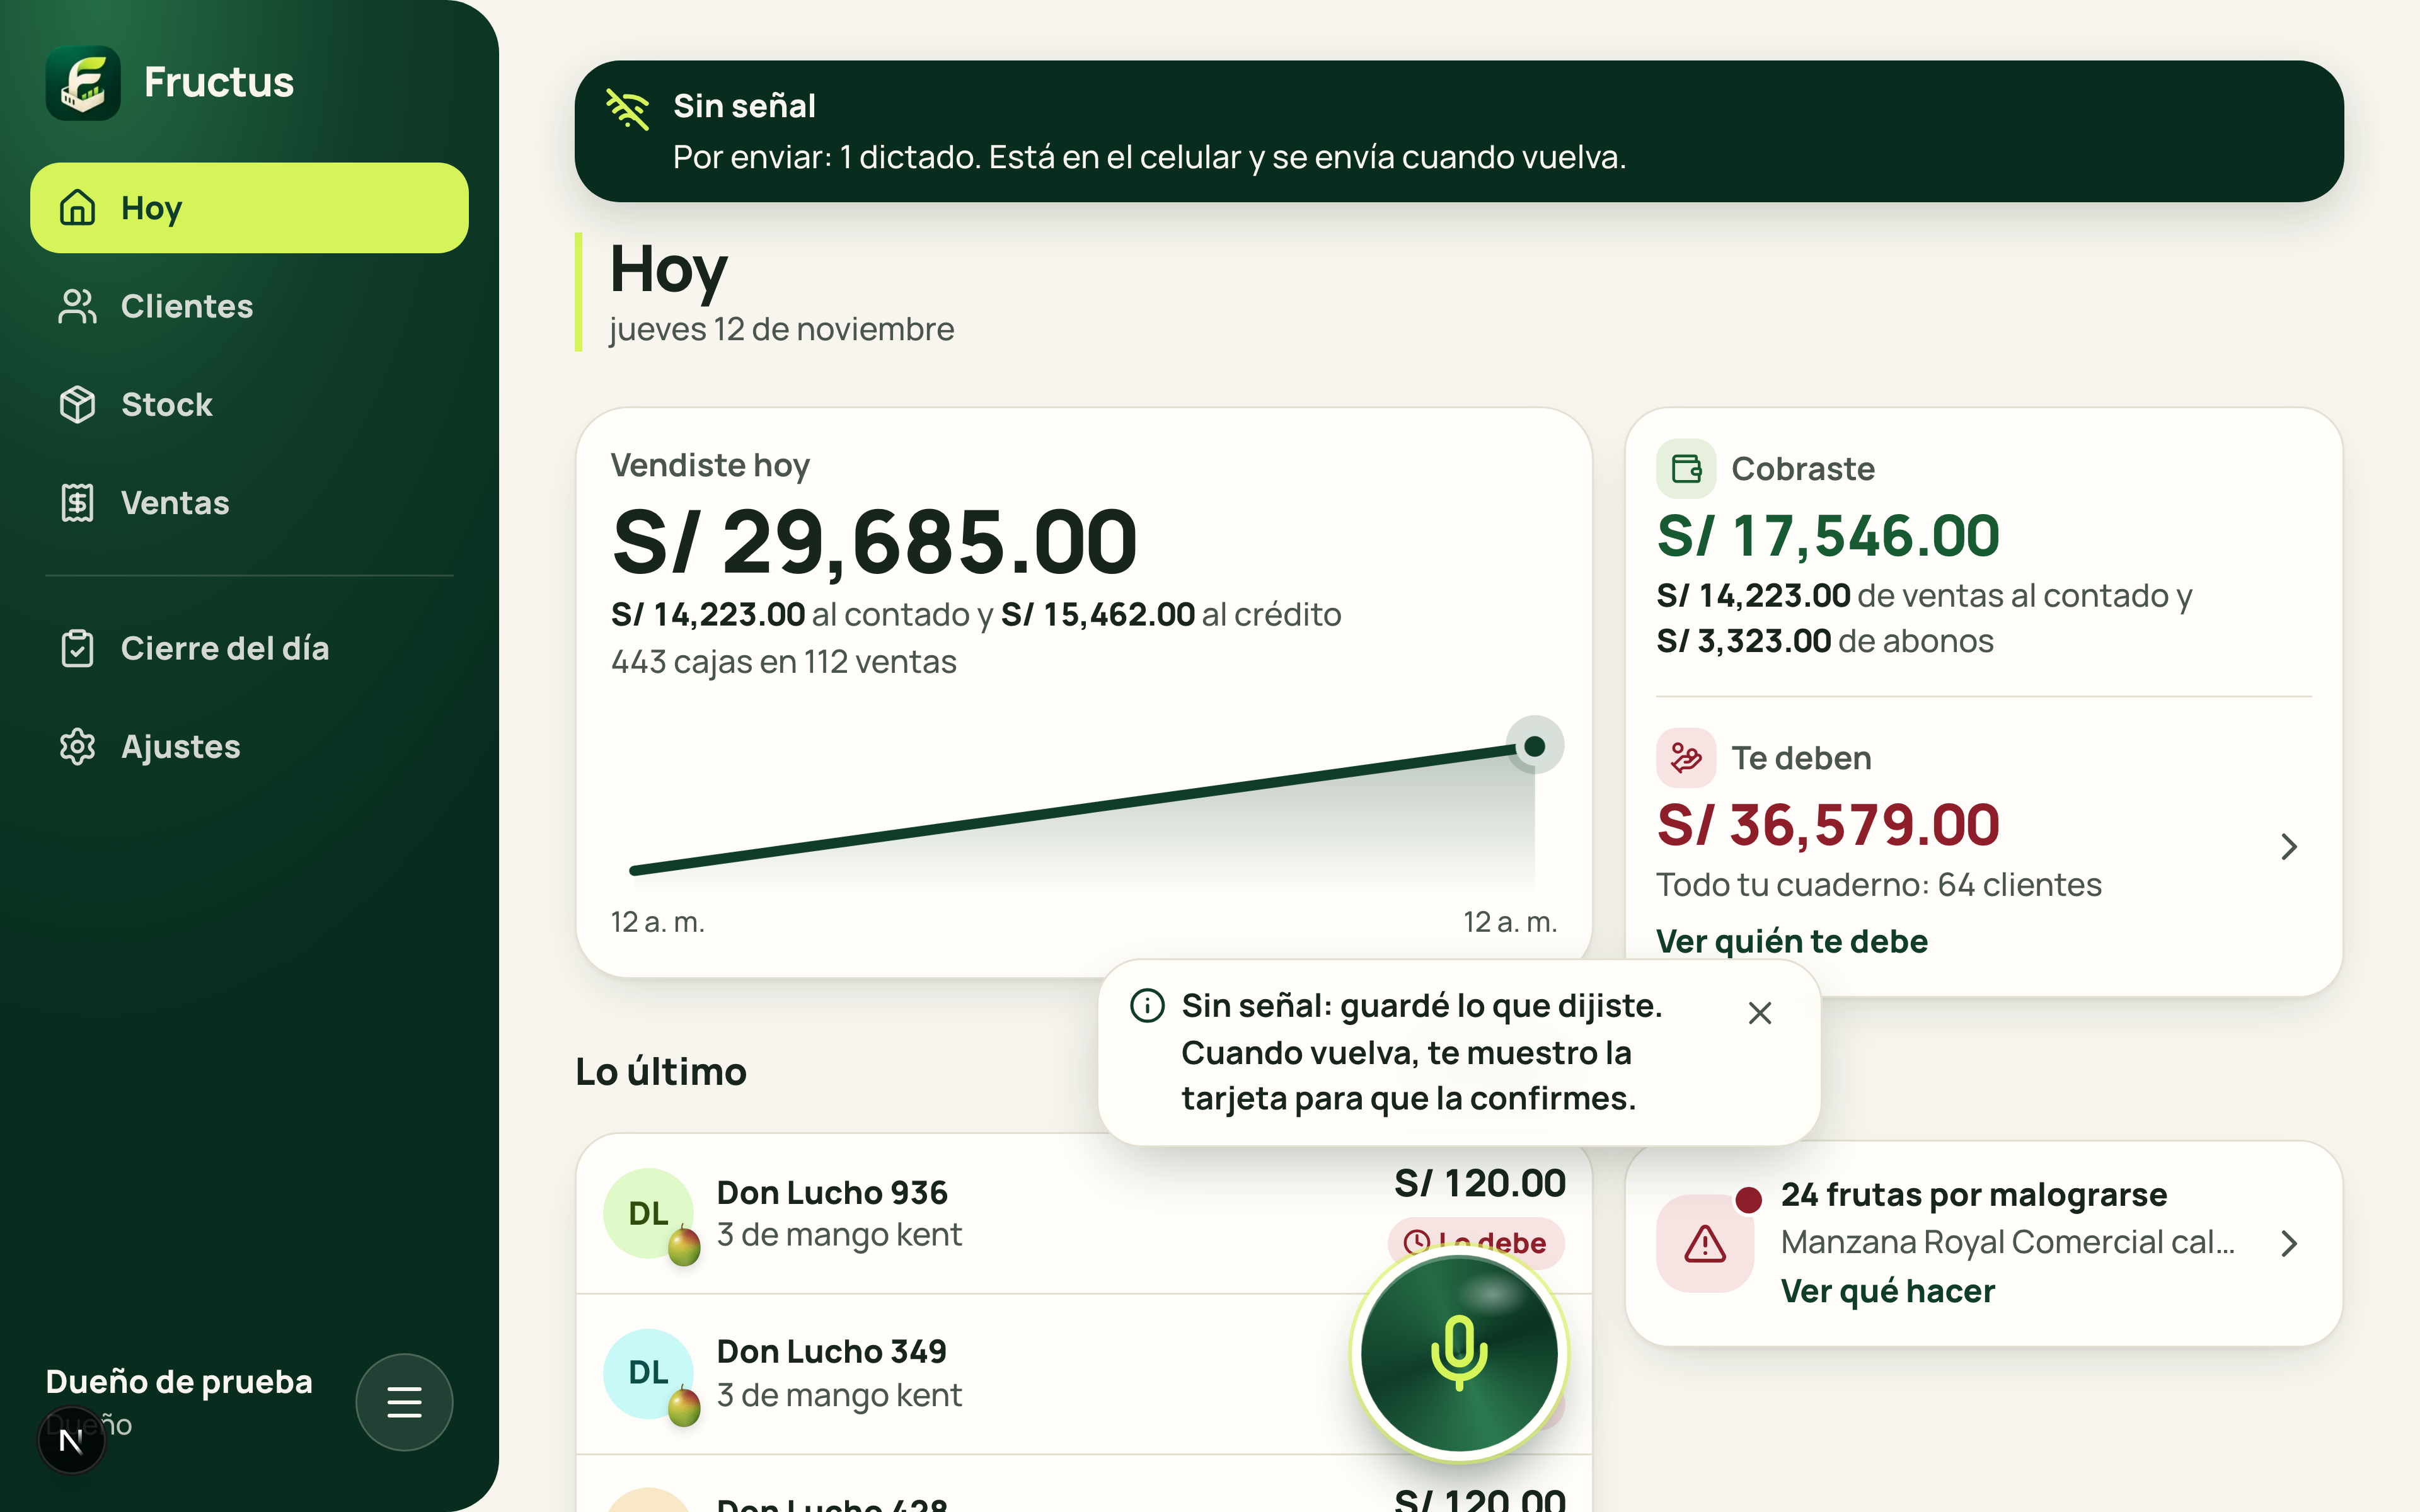 Fructus
Hoy
Clientes
Stock
Ventas
Cierre del día
Ajustes
Dueño de prueba
Dueño
N
Sin señal
Por enviar: 1 dictado. Está en el celular y se envía cuando vuelva.
Hoy
jueves 12 de noviembre
Vendiste hoy
S/ 29,685.00
S/ 14,223.00 al contado y S/ 15,462.00 al crédito
443 cajas en 112 ventas
12 a. m.
12 a. m.
Cobraste
S/ 17,546.00
S/ 14,223.00 de ventas al contado y
S/ 3,323.00 de abonos
Te deben
S/ 36,579.00
Todo tu cuaderno: 64 clientes
Ver quién te debe
Sin señal: guardé lo que dijiste.
Cuando vuelva, te muestro la
tarjeta para que la confirmes.
Lo último
DL
Don Lucho 936
3 de mango kent
S/ 120.00
Lo debe
DL
Don Lucho 349
3 de mango kent
Don Lucho 428
S/ 120.00
24 frutas por malograrse
Manzana Royal Comercial cal...
Ver qué hacer